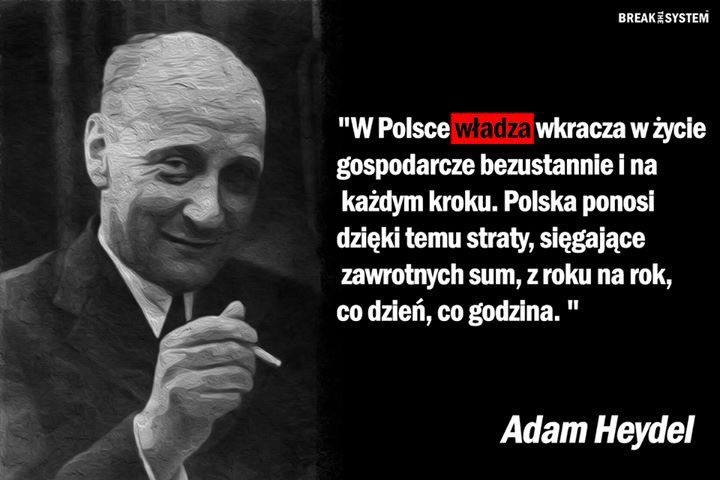 BREAK THE SYSTEM
"W Polsce władza wkracza w życie
gospodarcze bezustannie i na
każdym kroku. Polska ponosi
dzięki temu straty, sięgające
zawrotnych sum, z roku na rok,
co dzień, co godzina. "
Adam Heydel